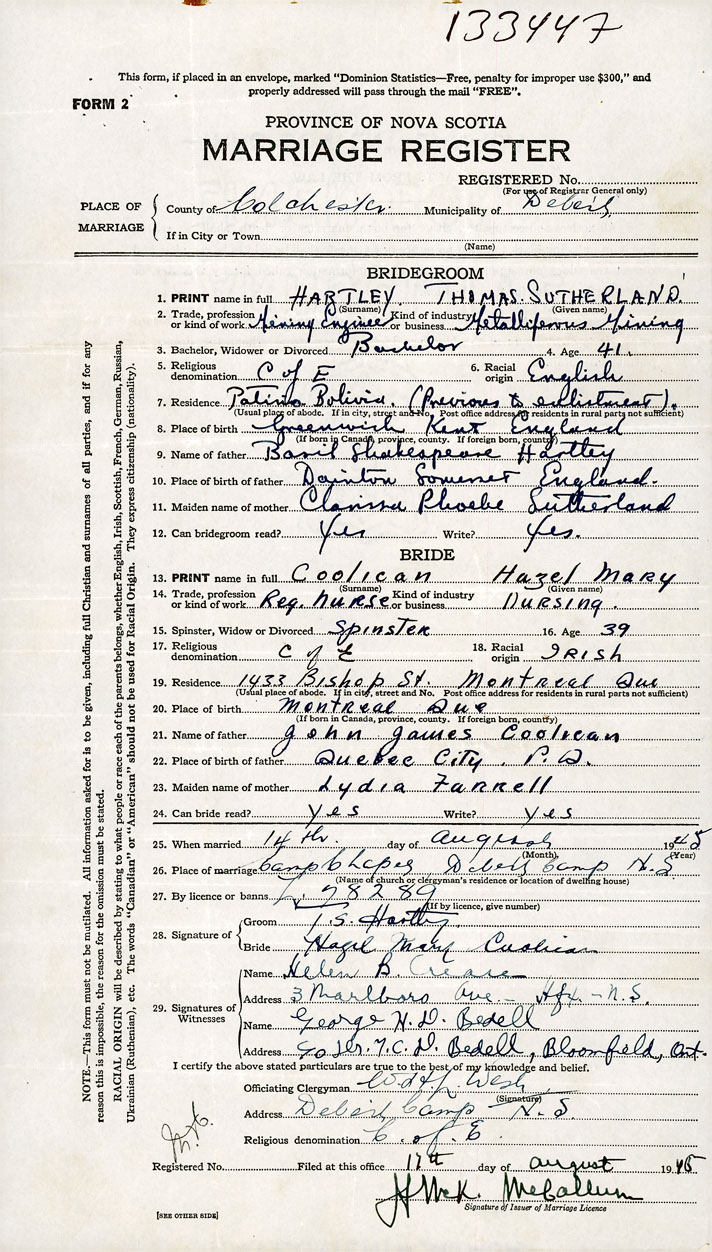 133447
This form, if placed in an envelope, marked "Dominion Statistics—Free, penalty for improper use $300," and
properly addressed will pass through the mail "FREE".
FORM 2
PROVINCE OF NOVA SCOTIA
MARRIAGE REGISTER
REGISTERED No.
(For use of Registrar General only)
PLACE OF MARRIAGE
County of Colchester Municipality of Debert
If in City or Town
(Name)
BRIDEGROOM
1. PRINT name in full HARTLEY. THOMAS. SUTHERLAND.
(Surname) (Given name)
2. Trade, profession or kind of work Mining Engineer Kind of industry or business Metalliferous Mining
3. Bachelor, Widower or Divorced Bachelor 4. Age 41.
5. Religious denomination C of E 6. Racial origin English
7. Residence Patino Bolivia. (Previous to enlistment).
(Usual place of abode. If in city, street and No. Post office address for residents in rural parts not sufficient)
8. Place of birth Greenwich Kent England
(If born in Canada, province, county. If foreign born, county)
9. Name of father Basil Shakespeare Hartley
10. Place of birth of father Somerset England.
11. Maiden name of mother Clarissa Phoebe Sutherland
12. Can bridegroom read? Yes Write? Yes.
BRIDE
13. PRINT name in full Coolican Hazel Mary
(Surname) (Given name)
14. Trade, profession or kind of work Reg. Nurse Kind of industry or business Nursing.
15. Spinster, Widow or Divorced Spinster 16. Age 39
17. Religious denomination C of E 18. Racial origin IRISH
19. Residence 1433 Bishop St. Montreal Que
(Usual place of abode. If in city, street and No. Post office address for residents in rural parts not sufficient)
20. Place of birth Montreal Que
(If born in Canada, province, county. If foreign born, county)
21. Name of father John James Coolican
22. Place of birth of father Quebec City, P.Q.
23. Maiden name of mother Lydia Farrell
24. Can bride read? yes Write? yes
25. When married 14th. day of August 1945
(Month) (Year)
26. Place of marriage Camp Chapel Debert Camp N.S
(Name of church or clergyman's residence or location of dwelling house)
27. By licence or banns L 78289
(If by licence, give number)
28. Signature of
Groom T.S. Hartley
Bride Hazel Mary Coolican
29. Signatures of Witnesses
Name Helen B. Crease
Address 3 Marlboro Ave. - Hfx. - N.S.
Name George H. D. Bedell
Address T.C.D. Bedell, Bloomfield, Ont.
I certify the above stated particulars are true to the best of my knowledge and belief.
Officiating Clergyman
(Signature)
Address Debert Camp N.S
Religious denomination C. of E.
Registered No. Filed at this office 17th day of august 1945
H McK. McCallum
Signature of Issuer of Marriage Licence
[SEE OTHER SIDE]
NOTE.—This form must not be mutilated. All information asked for is to be given, including full Christian and surnames of all parties, and if for any
reason this is impossible, the reason for the omission must be stated.
RACIAL ORIGIN will be described by stating to what people or race each of the parents belongs, whether English, Irish, Scottish, French, German, Russian,
Ukrainian (Ruthenian), etc. The words "Canadian" or "American" should not be used for Racial Origin. They express citizenship (nationality).